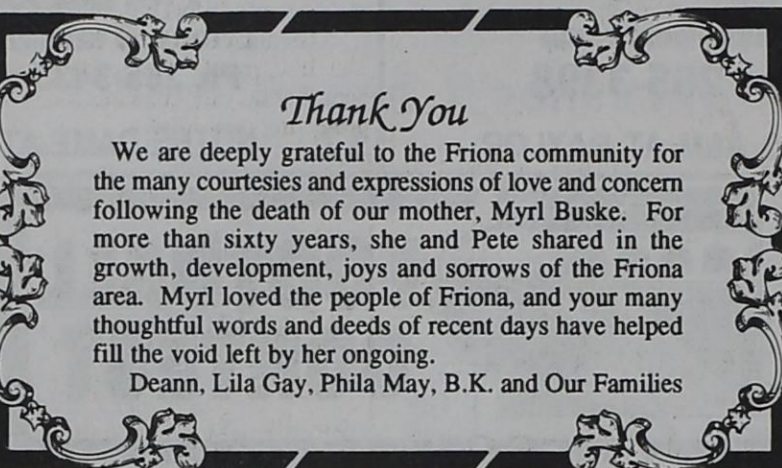 Thank You
We are deeply grateful to the Friona community for
the many courtesies and expressions of love and concern
following the death of our mother, Myrl Buske. For
more than sixty years, she and Pete shared in the
growth, development, joys and sorrows of the Friona
area. Myrl loved the people of Friona, and your many
thoughtful words and deeds of recent days have helped
fill the void left by her ongoing.
Deann, Lila Gay, Phila May, B.K. and Our Families